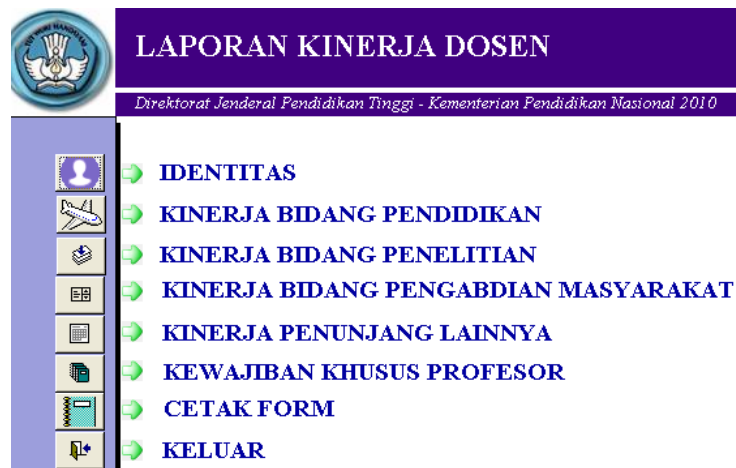 LAPORAN KINERJA DOSEN
Direktorat Jenderal Pendidikan Tinggi - Kementerian Pendidikan Nasional 2010
IDENTITAS
KINERJA BIDANG PENDIDIKAN
KINERJA BIDANG PENELITIAN
KINERJA BIDANG PENGABDIAN MASYARAKAT
KINERJA PENUNJANG LAINNYA
KEWAJIBAN KHUSUS PROFESOR
CETAK FORM
KELUAR